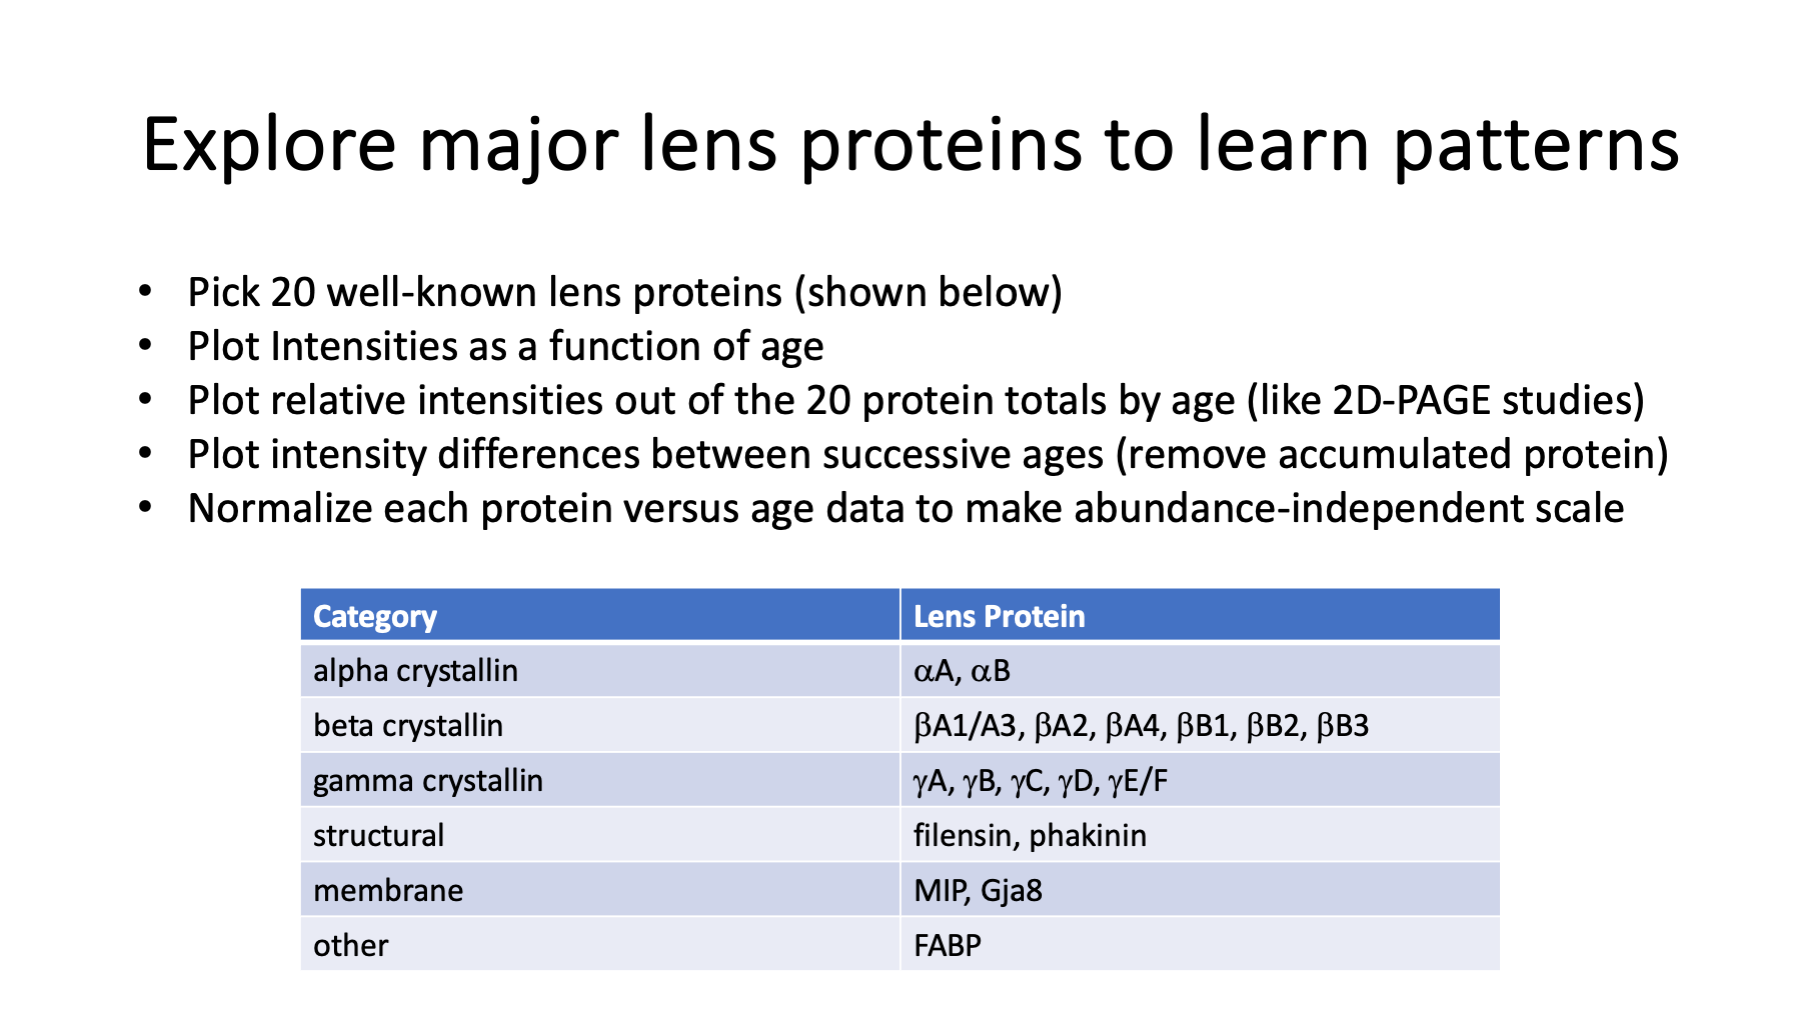 Explore major lens proteins to learn patterns
• Pick 20 well-known lens proteins (shown below)
• Plot Intensities as a function of age
• Plot relative intensities out of the 20 protein totals by age (like 2D-PAGE studies)
• Plot intensity differences between successive ages (remove accumulated protein)
• Normalize each protein versus age data to make abundance-independent scale
Category Lens Protein
alpha crystallin αA, αB
beta crystallin βA1/A3, βA2, βA4, βB1, βB2, βB3
gamma crystallin γA, γB, γC, γD, γE/F
structural filensin, phakinin
membrane MIP, Gja8
other FABP